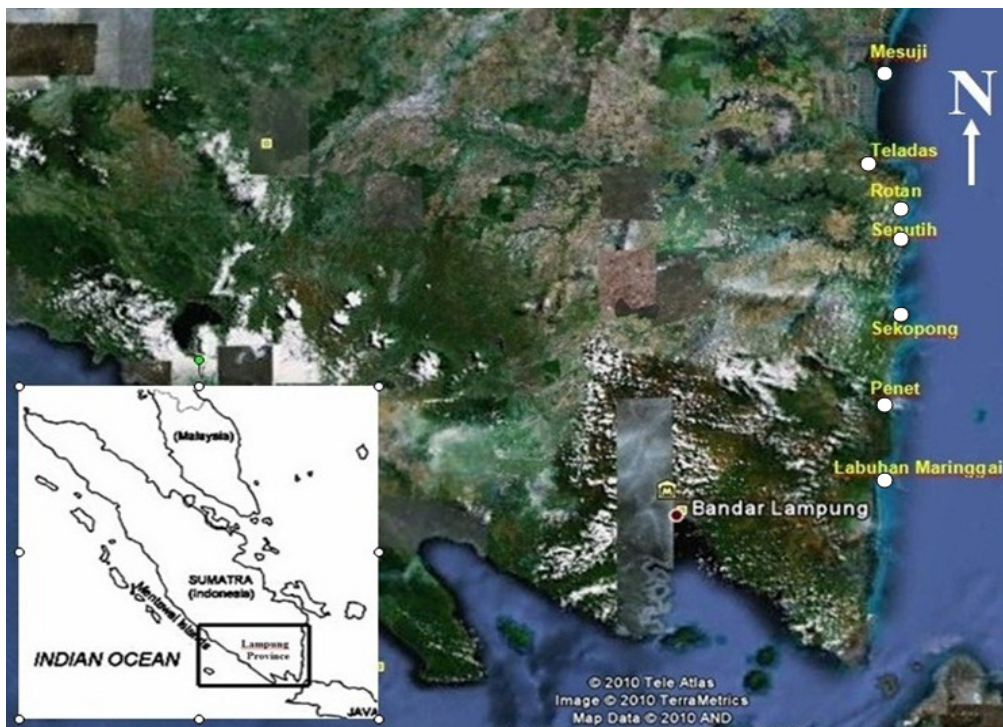 Mesuji
N
Teladas
Rotan
Seputih
Sekopong
Penet
Labuhan Maringgai
Bandar Lampung
(Malaysia)
SUMATRA
(Indonesia)
Mentawai Islands
Lampung
Province
INDIAN OCEAN
JAVA
© 2010 Tele Atlas
Image © 2010 TerraMetrics
Map Data © 2010 AND